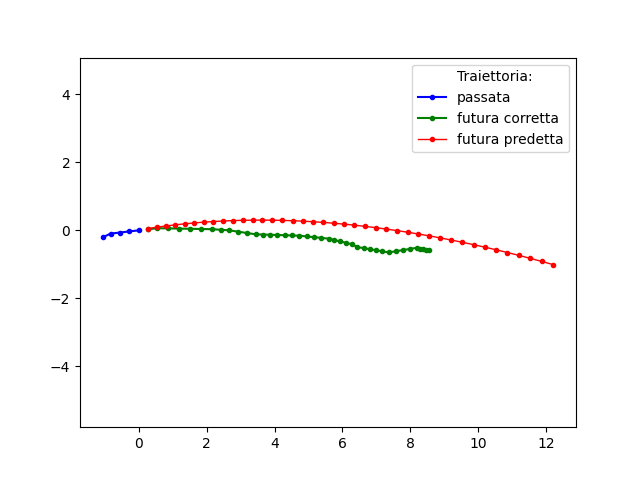 Traiettoria:
passata
futura corretta
futura predetta
4
2
0
−2
−4
0 2 4 6 8 10 12